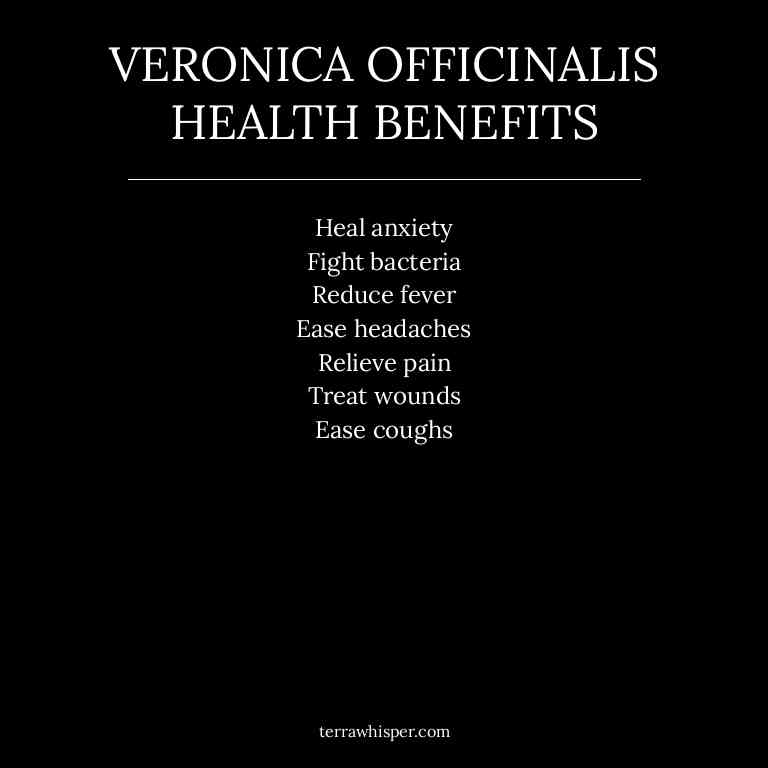 VERONICA OFFICINALIS
HEALTH BENEFITS
Heal anxiety
Fight bacteria
Reduce fever
Ease headaches
Relieve pain
Treat wounds
Ease coughs
terrawhisper.com